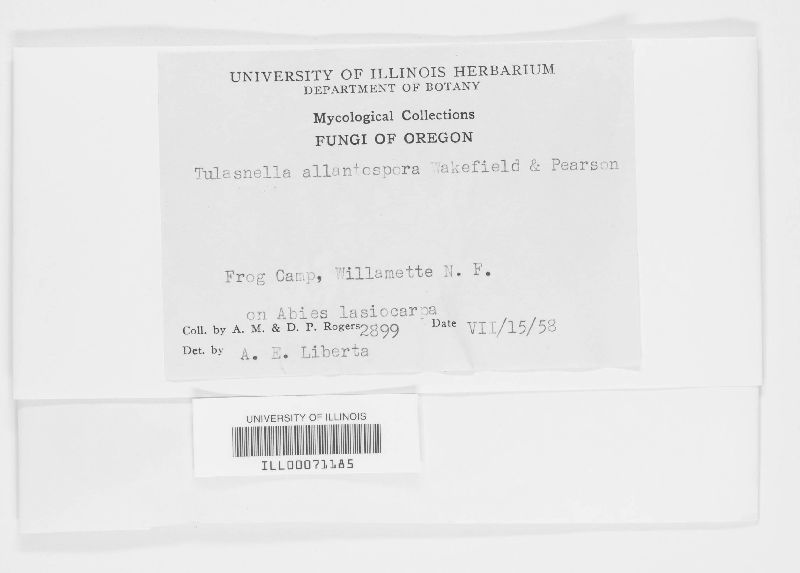 UNIVERSITY OF ILLINOIS HERBARIUM
DEPARTMENT OF BOTANY
Mycological Collections
FUNGI OF OREGON
Tulasnella allantospora Wakefield & Pearson
Frog Camp, Willamette N. F.
on Abies lasiocarpa
Coll. by A. M. & D. P. Rogers 2899 Date VII/15/58
Det. by A. E. Liberta
UNIVERSITY OF ILLINOIS
ILL00071185